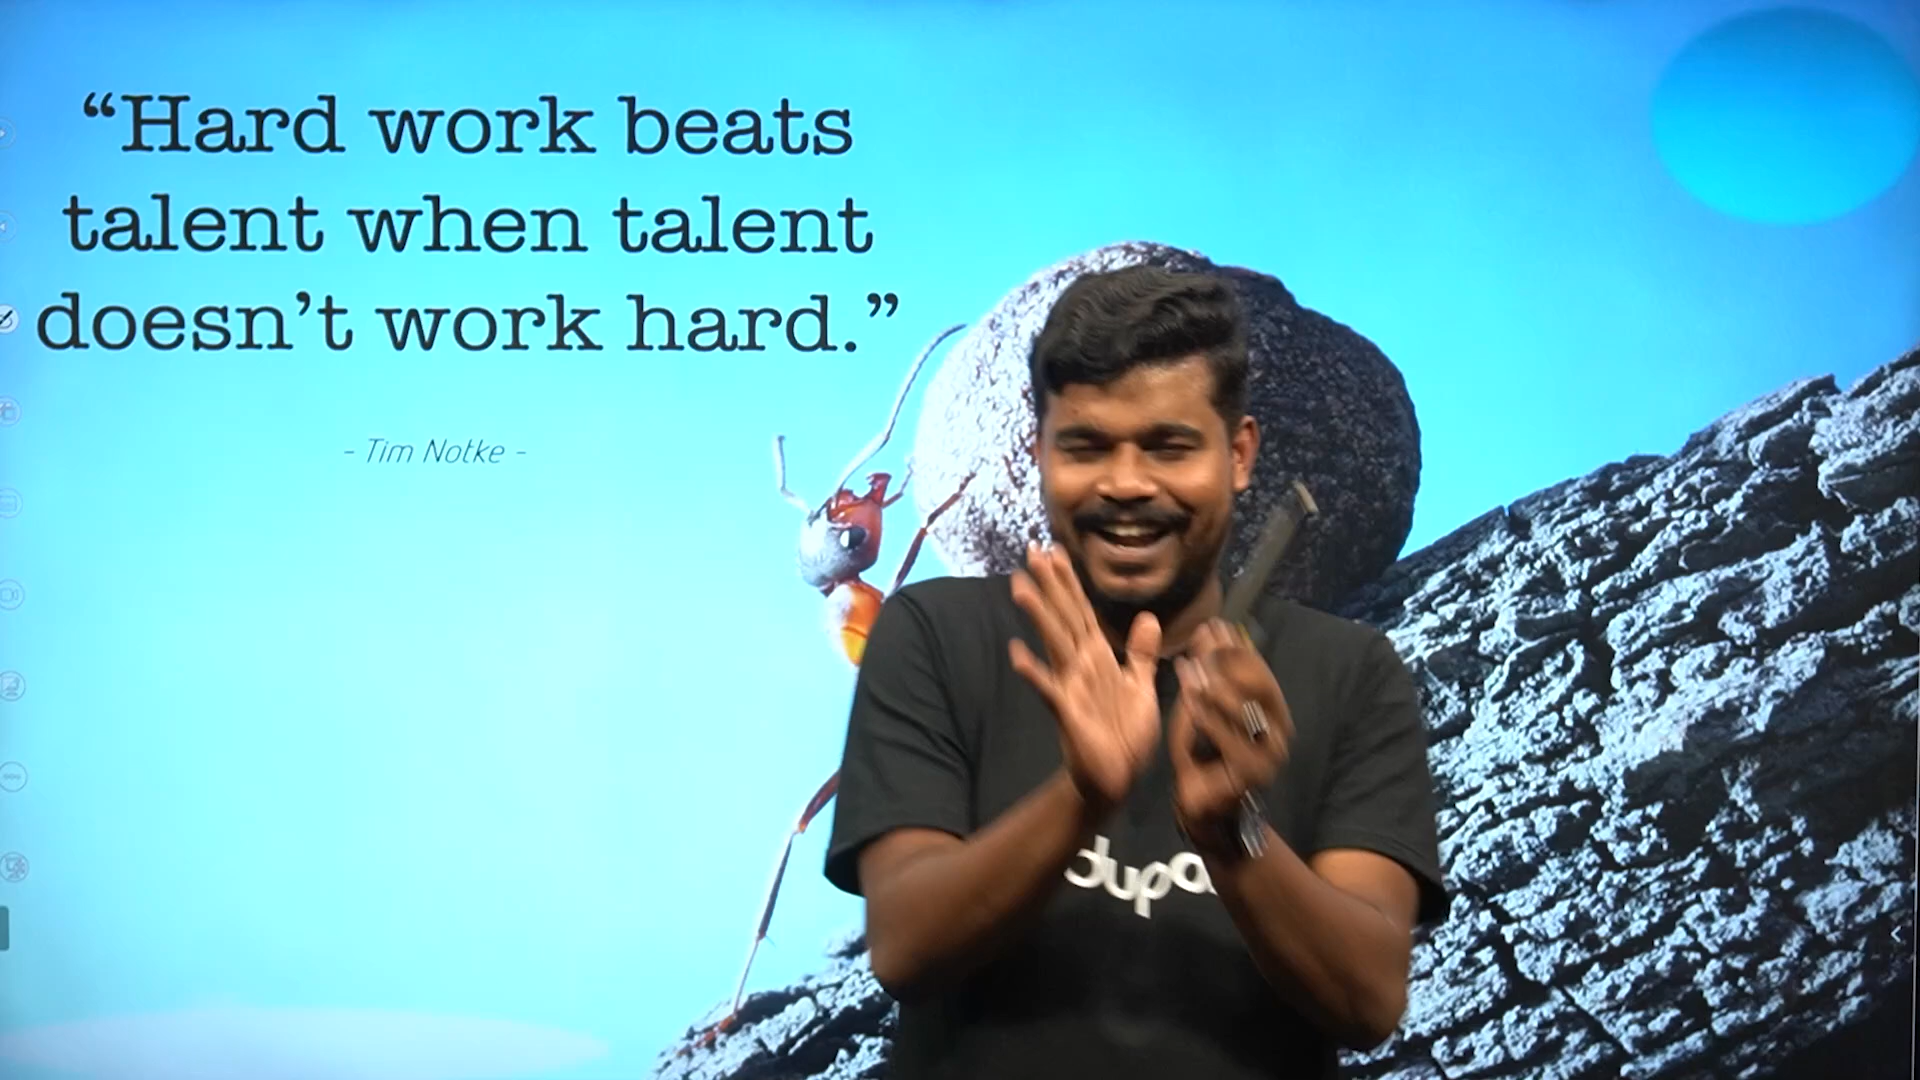 “Hard work beats
talent when talent
doesn’t work hard.”
- Tim Notke -